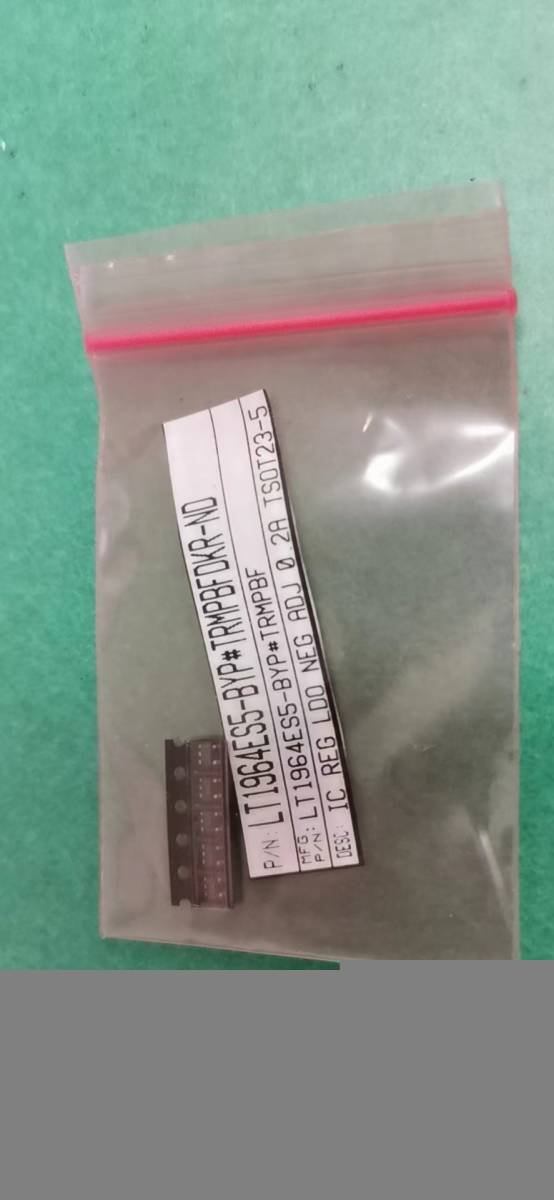 P/N: LT1964ES5-BYP#TRMPBFDKR-ND
MFG. P/N: LT1964ES5-BYP#TRMPBF
DESC: IC REG LDO NEG ADJ 0.2A TSOT23-5